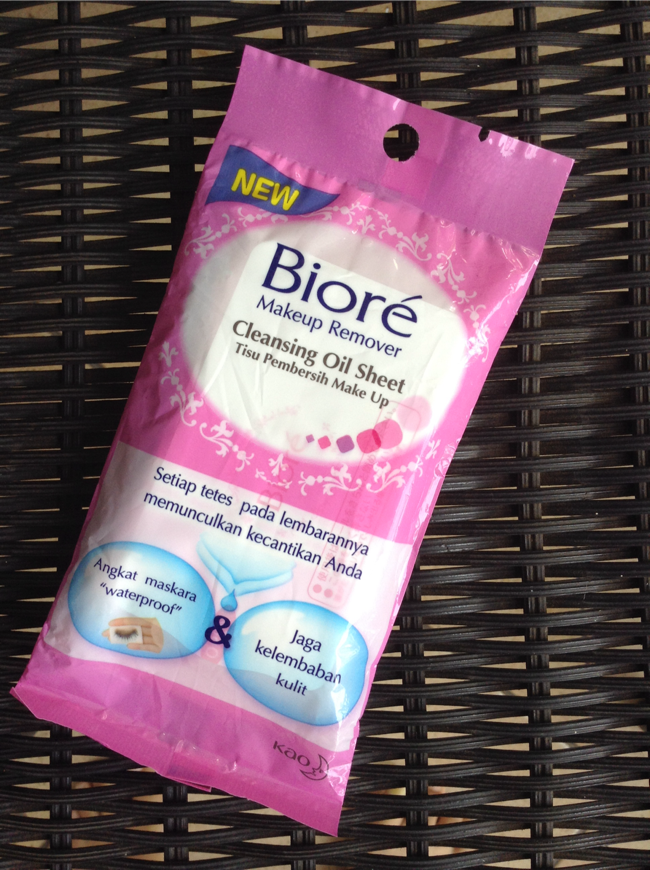 NEW
Bioré
Makeup Remover
Cleansing Oil Sheet
Tisu Pembersih Make Up
Setiap tetes pada lembarannya
memunculkan kecantikan Anda
Angkat maskara
"waterproof"
&
Jaga
kelembaban
kulit
Kao